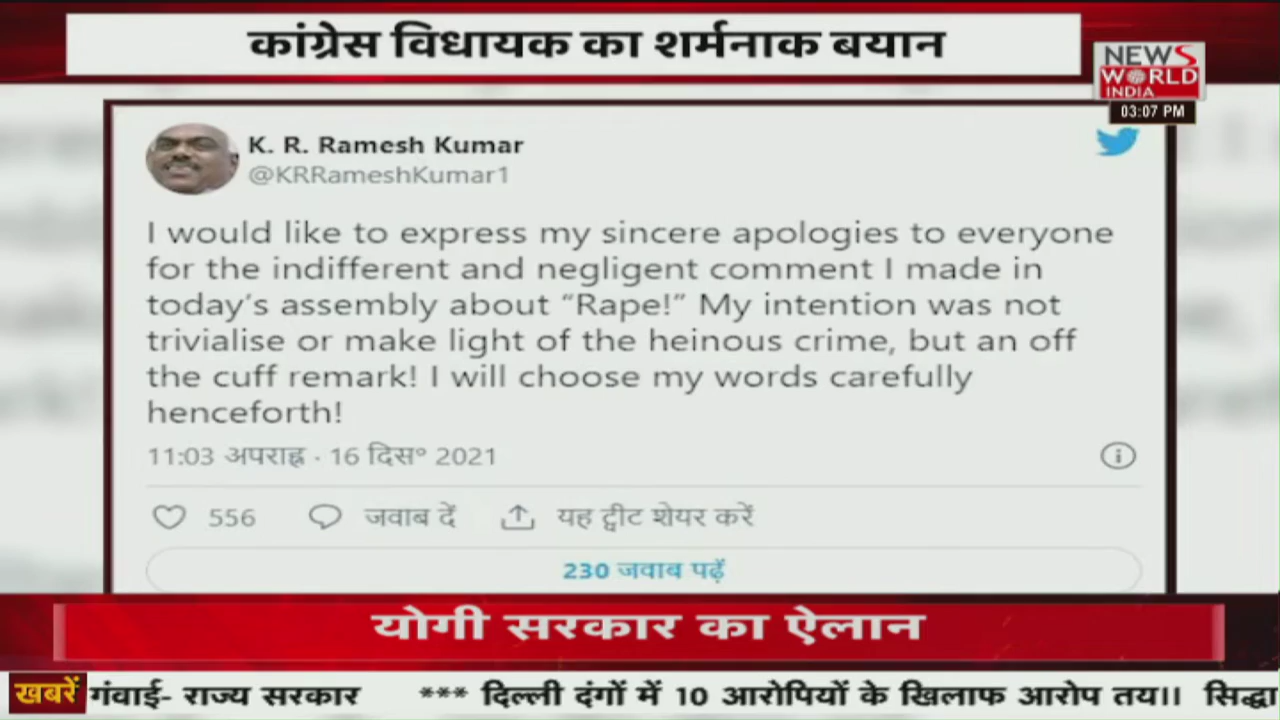 कांग्रेस विधायक का शर्मनाक बयान
NEWS
WORLD
INDIA
03:07 PM
K. R. Ramesh Kumar
@KRRameshKumar1
I would like to express my sincere apologies to everyone
for the indifferent and negligent comment I made in
today's assembly about “Rape!” My intention was not
trivialise or make light of the heinous crime, but an off
the cuff remark! I will choose my words carefully
henceforth!
11:03 अपराह्न · 16 दिस॰ 2021
556 जवाब दें यह ट्वीट शेयर करें
230 जवाब पढ़ें
योगी सरकार का ऐलान
खबरें गंवाई- राज्य सरकार *** दिल्ली दंगों में 10 आरोपियों के खिलाफ आरोप तय।। सिद्धा